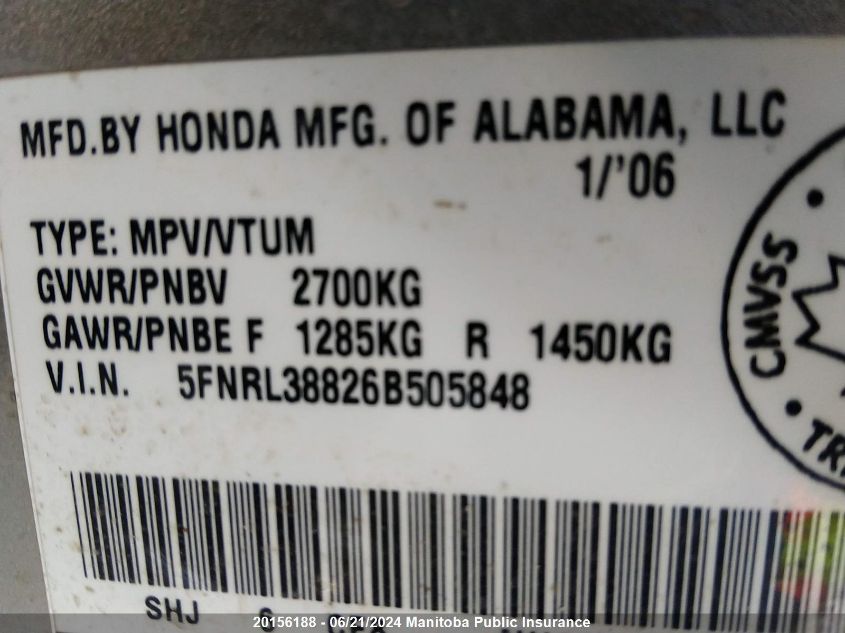 MFD.BY HONDA MFG. OF ALABAMA, LLC
1/'06
TYPE: MPV/VTUM
GVWR/PNBV 2700KG
GAWR/PNBE F 1285KG R 1450KG
V.I.N. 5FNRL38826B505848
CMVSS
SHJ 6
20156188 - 06/21/2024 Manitoba Public Insurance